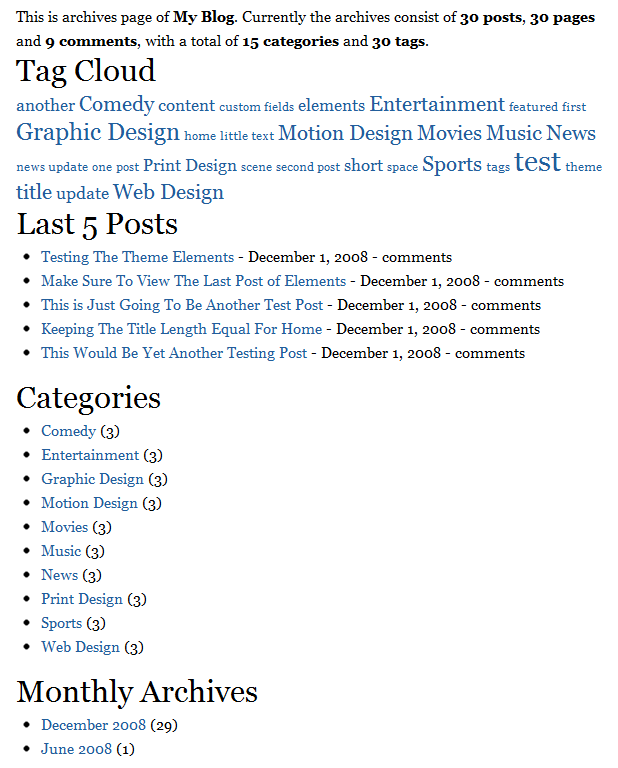 This is archives page of My Blog. Currently the archives consist of 30 posts, 30 pages
and 9 comments, with a total of 15 categories and 30 tags.
Tag Cloud
another Comedy content custom fields elements Entertainment featured first
Graphic Design home little text Motion Design Movies Music News
news update one post Print Design scene second post short space Sports tags test theme
title update Web Design
Last 5 Posts
• Testing The Theme Elements - December 1, 2008 - comments
• Make Sure To View The Last Post of Elements - December 1, 2008 - comments
• This is Just Going To Be Another Test Post - December 1, 2008 - comments
• Keeping The Title Length Equal For Home - December 1, 2008 - comments
• This Would Be Yet Another Testing Post - December 1, 2008 - comments
Categories
• Comedy (3)
• Entertainment (3)
• Graphic Design (3)
• Motion Design (3)
• Movies (3)
• Music (3)
• News (3)
• Print Design (3)
• Sports (3)
• Web Design (3)
Monthly Archives
• December 2008 (29)
• June 2008 (1)